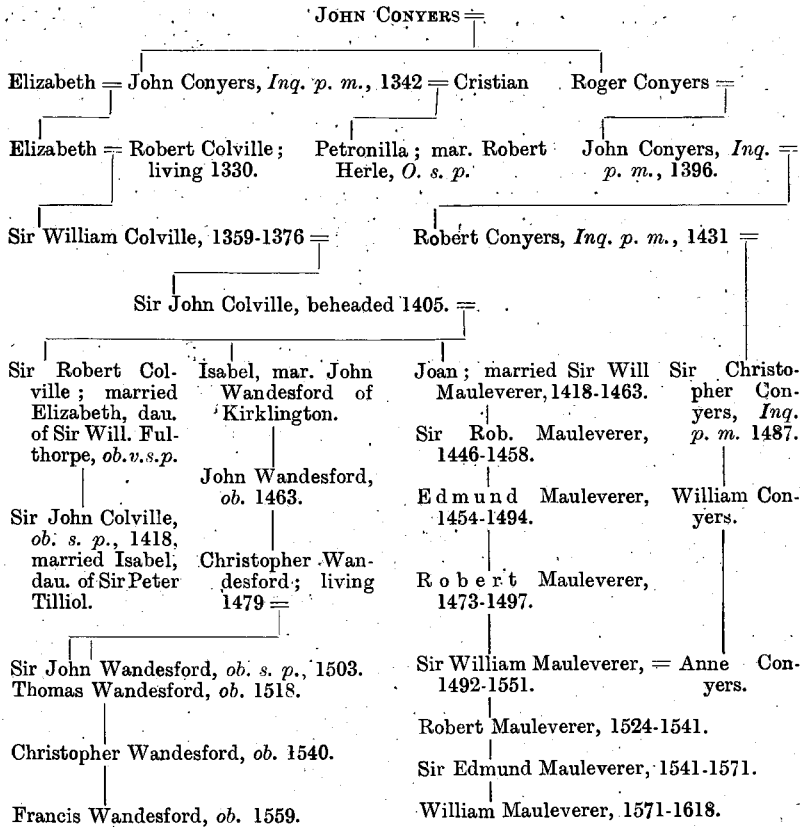 JOHN CONYERS =
Elizabeth = John Conyers, Inq. p. m., 1342 = Cristian
Roger Conyers =
Elizabeth = Robert Colville;
living 1330.
Petronilla; mar. Robert
Herle, O. s. p.
John Conyers, Inq. =
p. m., 1396.
Sir William Colville, 1359-1376 =
Robert Conyers, Inq. p. m., 1431 =
Sir John Colville, beheaded 1405. =
Sir Robert Col-
ville; married
Elizabeth, dau.
of Sir Will. Ful-
thorpe, ob.v.s.p.
Isabel, mar. John
Wandesford of
Kirklington.
Joan; married Sir Will
Mauleverer, 1418-1463.
Sir Christo-
pher Con-
yers, Inq.
p. m. 1487.
Sir Rob. Mauleverer,
1446-1458.
John Wandesford,
ob. 1463.
Edmund Mauleverer,
1454-1494.
William Con-
yers.
Sir John Colville,
ob. s. p., 1418,
married Isabel,
dau. of Sir Peter
Tilliol.
Christopher Wan-
desford; living
1479 =
Robert Mauleverer,
1473-1497.
Sir John Wandesford, ob. s. p., 1503.
Thomas Wandesford, ob. 1518.
Sir William Mauleverer, = Anne Con-
1492-1551. yers.
Robert Mauleverer, 1524-1541.
Christopher Wandesford, ob. 1540.
Sir Edmund Mauleverer, 1541-1571.
Francis Wandesford, ob. 1559.
William Mauleverer, 1571-1618.